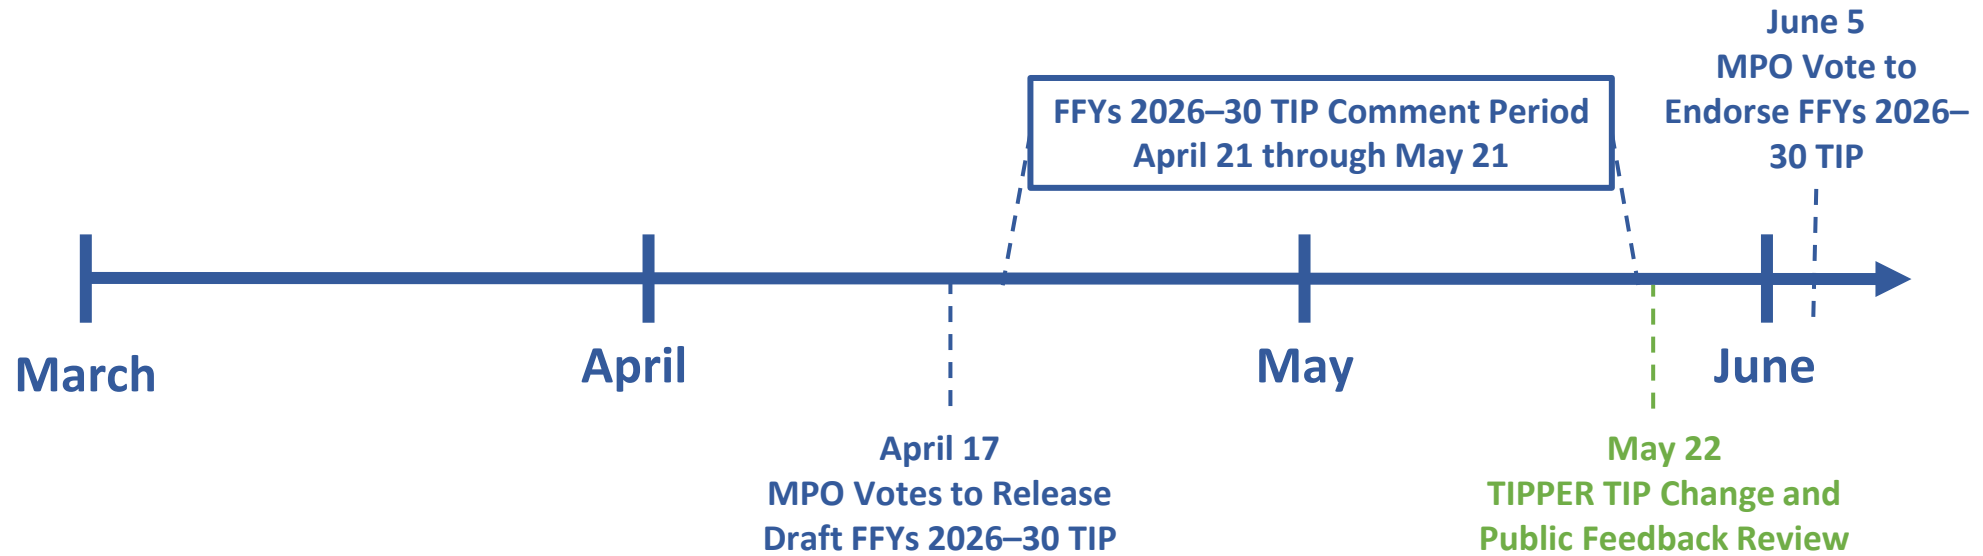 June 5
MPO Vote to
Endorse FFYs 2026–
30 TIP
FFYs 2026–30 TIP Comment Period
April 21 through May 21
March
April
May
June
April 17
MPO Votes to Release
Draft FFYs 2026–30 TIP
May 22
TIPPER TIP Change and
Public Feedback Review